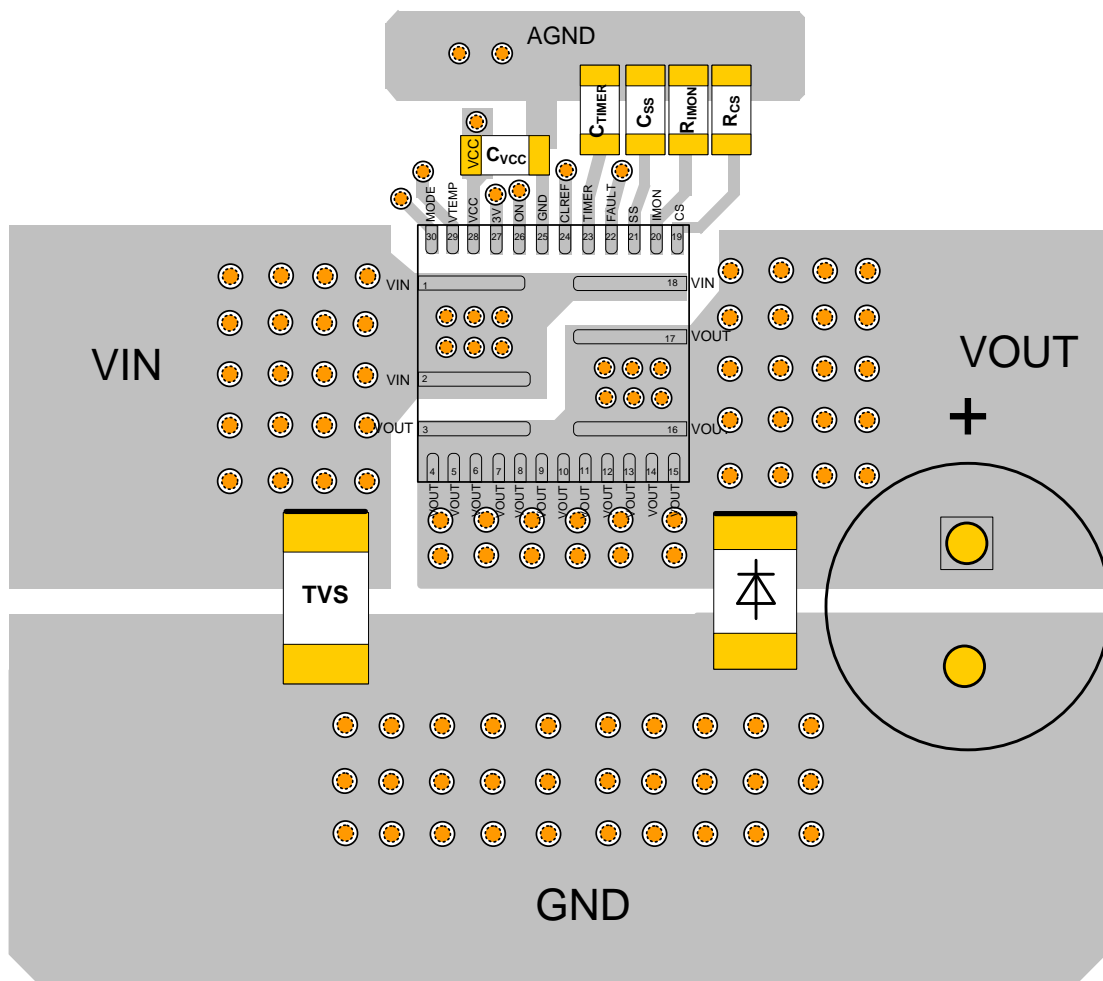 AGND
CTIMER
CSS
RIMON
RCS
VCC
CVCC
MODE
VTEMP
VCC
3V
ON
GND
CLREF
TIMER
FAULT
SS
IMON
CS
30
29
28
27
26
25
24
23
22
21
20
19
VIN
1
18
VIN
17
VOUT
VIN
VOUT
VIN
2
+
VOUT
3
16
VOUT
4
5
6
7
8
9
10
11
12
13
14
15
VOUT
VOUT
VOUT
VOUT
VOUT
VOUT
VOUT
VOUT
VOUT
VOUT
VOUT
VOUT
TVS
GND